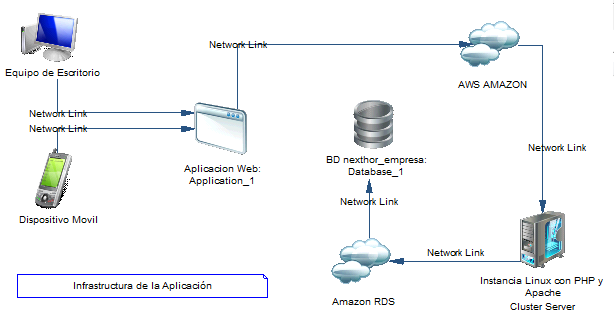 Network Link
Equipo de Escritorio
AWS AMAZON
Network Link
Network Link
Aplicacion Web:
Application_1
BD nexthor_empresa:
Database_1
Network Link
Network Link
Dispositivo Movil
Network Link
Instancia Linux con PHP y
Apache
Cluster Server
Amazon RDS
Infrastructura de la Aplicación